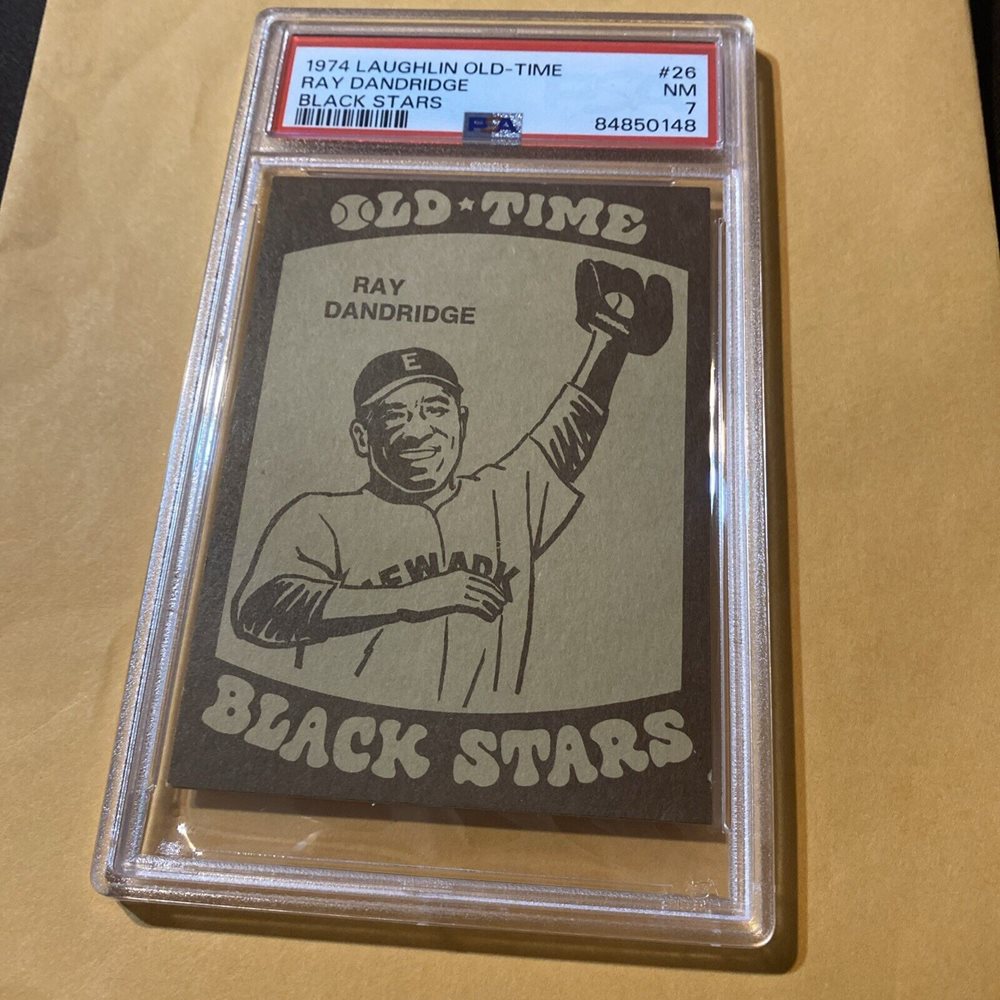 1974 LAUGHLIN OLD-TIME #26
RAY DANDRIDGE NM
BLACK STARS 7
PSA 84850148
OLD★TIME
RAY
DANDRIDGE
E
EWARK
BLACK STARS